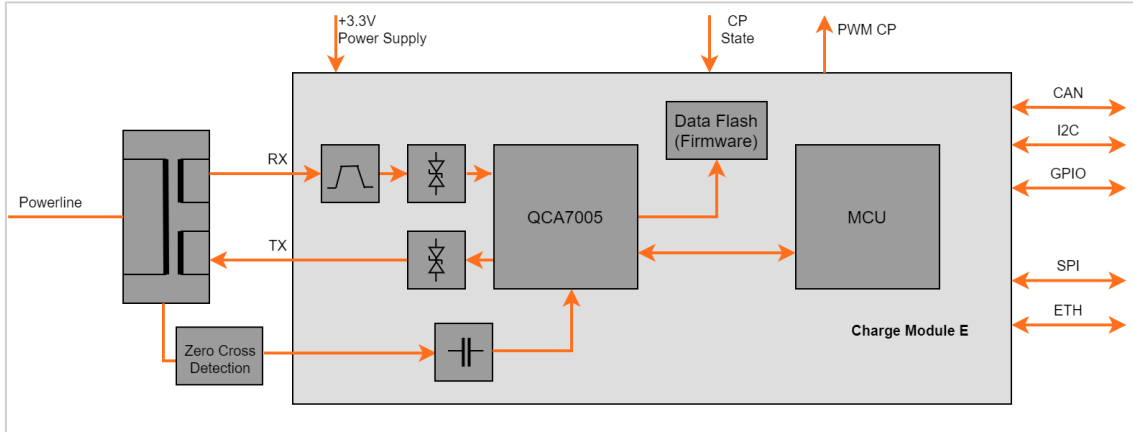 +3.3V
Power Supply
CP
State
PWM CP
CAN
I2C
GPIO
SPI
ETH
Data Flash
(Firmware)
RX
QCA7005
MCU
Powerline
TX
Charge Module E
Zero Cross
Detection